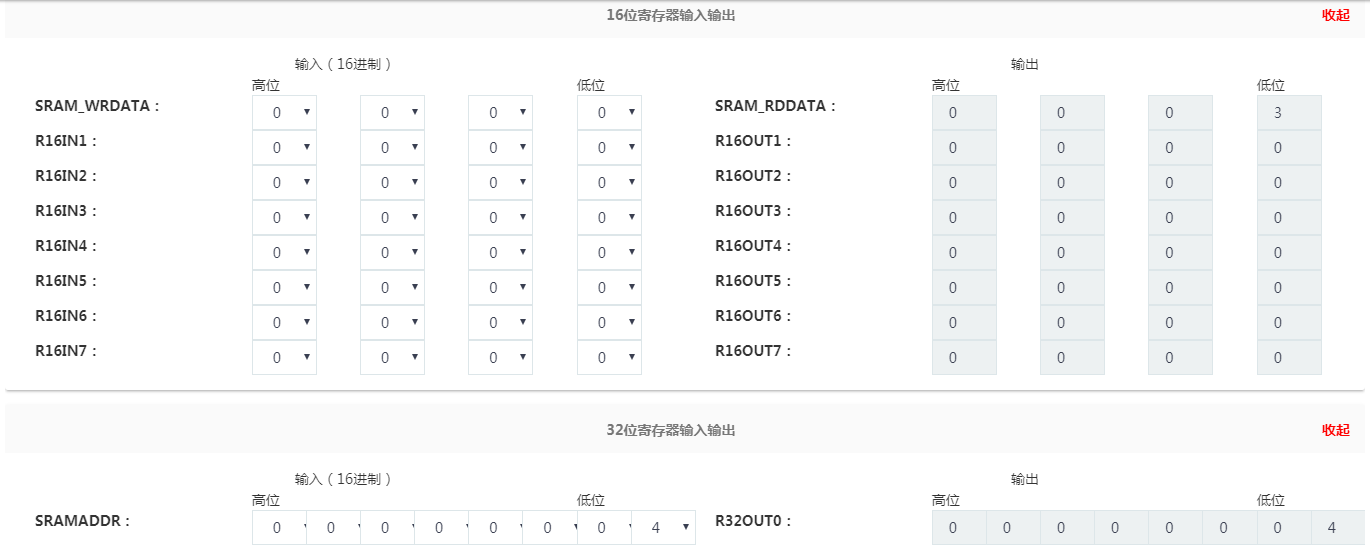 16位寄存器输入输出 收起
输入（16进制） 输出
高位 低位 高位 低位
SRAM_WRDATA： 0 0 0 0 SRAM_RDDATA： 0 0 0 3
R16IN1： 0 0 0 0 R16OUT1： 0 0 0 0
R16IN2： 0 0 0 0 R16OUT2： 0 0 0 0
R16IN3： 0 0 0 0 R16OUT3： 0 0 0 0
R16IN4： 0 0 0 0 R16OUT4： 0 0 0 0
R16IN5： 0 0 0 0 R16OUT5： 0 0 0 0
R16IN6： 0 0 0 0 R16OUT6： 0 0 0 0
R16IN7： 0 0 0 0 R16OUT7： 0 0 0 0
32位寄存器输入输出 收起
输入（16进制） 输出
高位 低位 高位 低位
SRAMADDR： 0 0 0 0 0 0 0 4 R32OUT0： 0 0 0 0 0 0 0 4